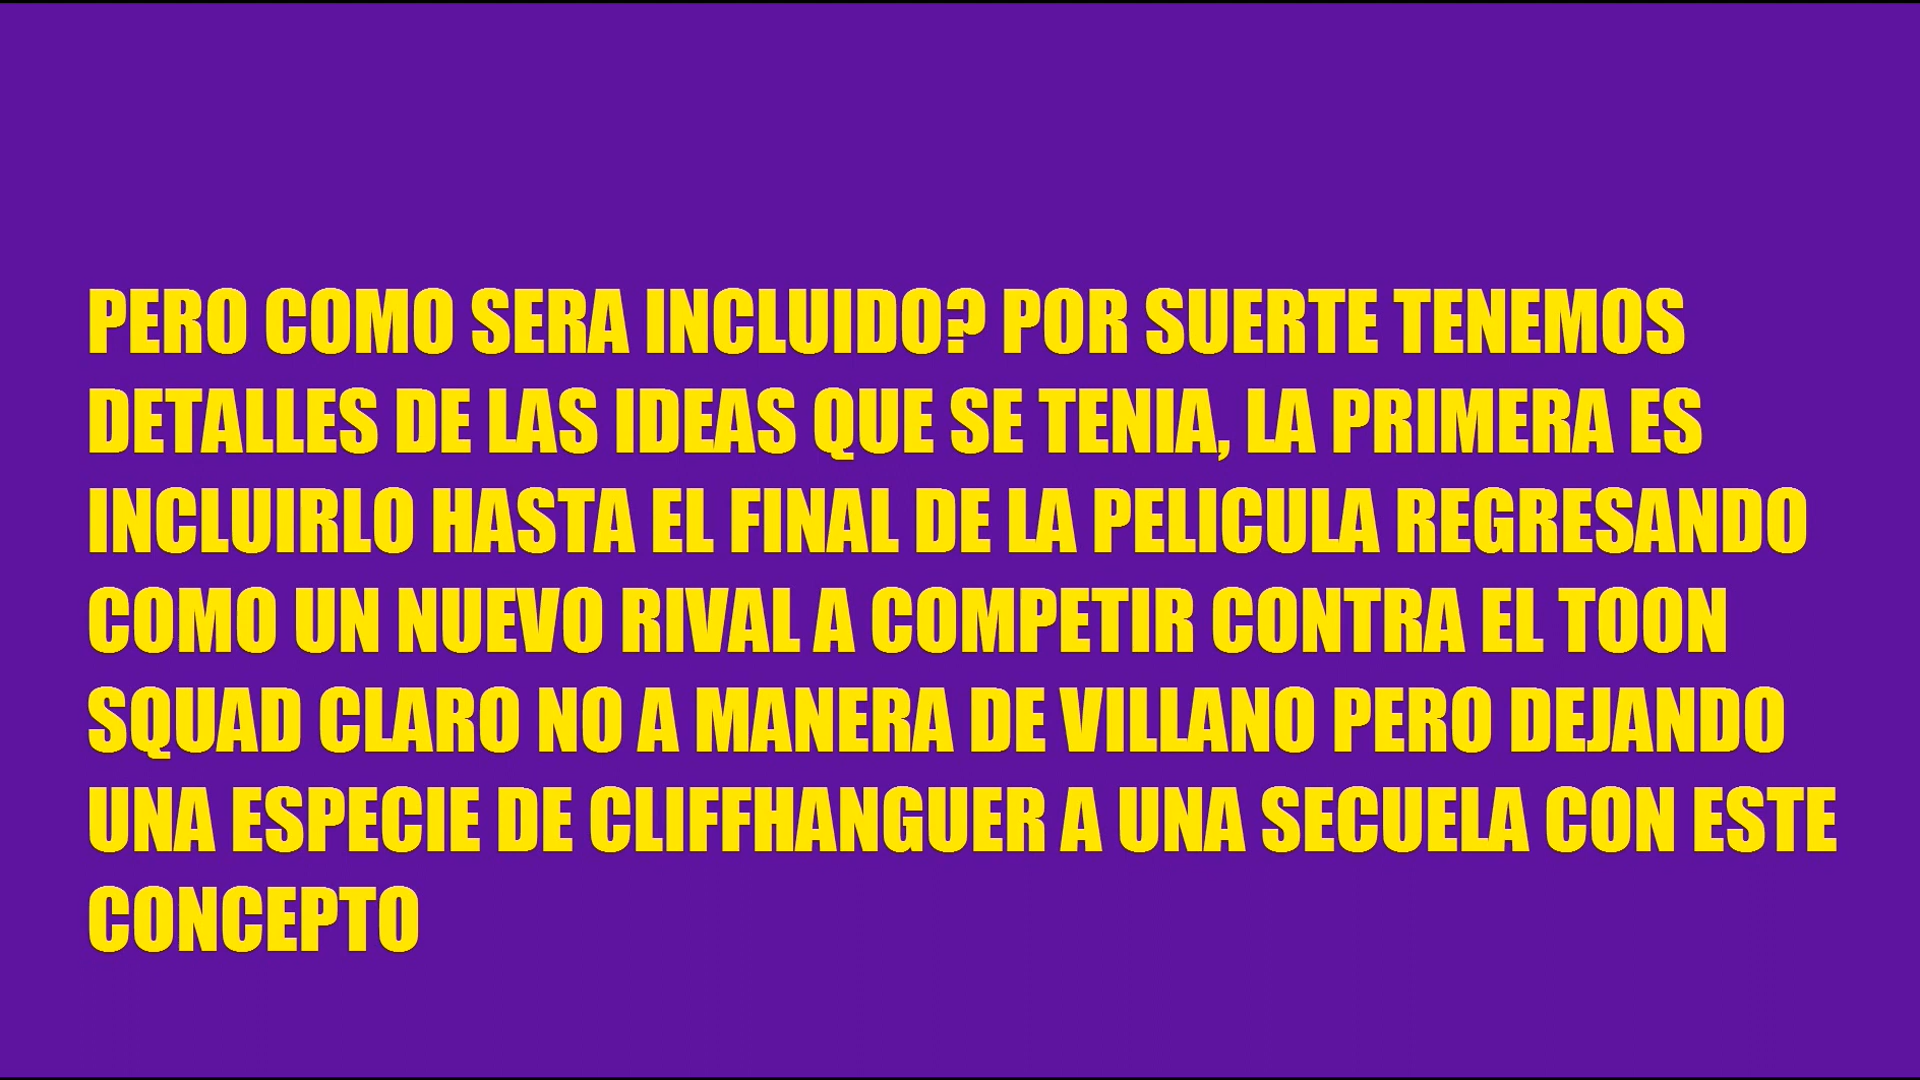 PERO COMO SERA INCLUIDO? POR SUERTE TENEMOS
DETALLES DE LAS IDEAS QUE SE TENIA, LA PRIMERA ES
INCLUIRLO HASTA EL FINAL DE LA PELICULA REGRESANDO
COMO UN NUEVO RIVAL A COMPETIR CONTRA EL TOON
SQUAD CLARO NO A MANERA DE VILLANO PERO DEJANDO
UNA ESPECIE DE CLIFFHANGUER A UNA SECUELA CON ESTE
CONCEPTO